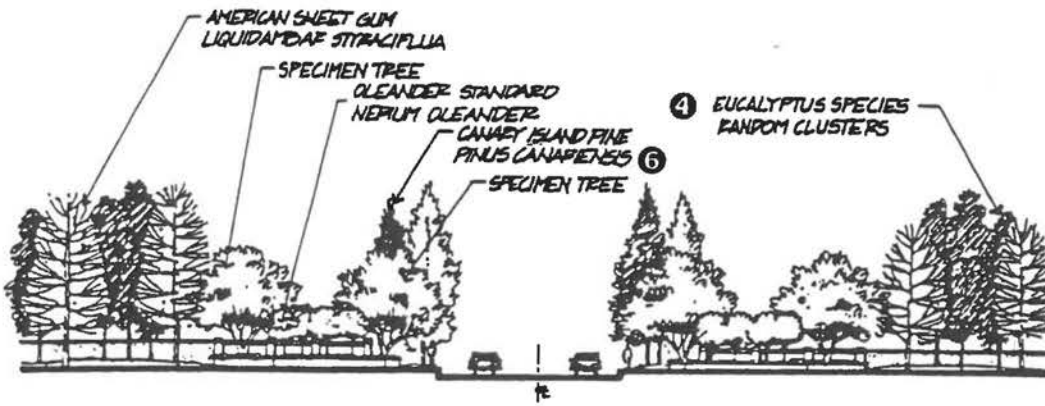 AMERICAN SWEET GUM
LIQUIDAMBAR STYRACIFLUA
SPECIMEN TREE
OLEANDER STANDARD
NERIUM OLEANDER
CANARY ISLAND PINE
PINUS CANARIENSIS 6
SPECIMEN TREE
4 EUCALYPTUS SPECIES
RANDOM CLUSTERS